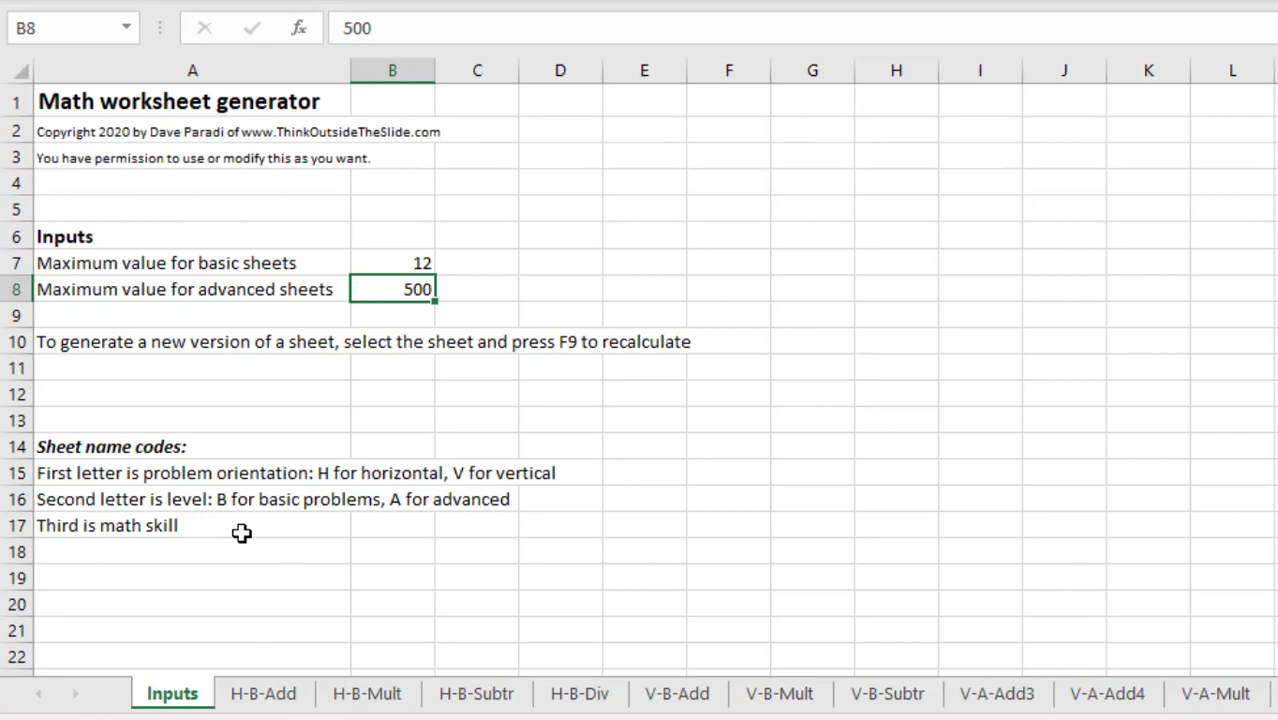 B8 fx 500
A B C D E F G H I J K L
1 Math worksheet generator
2 Copyright 2020 by Dave Paradi of www.ThinkOutsideTheSlide.com
3 You have permission to use or modify this as you want.
4
5
6 Inputs
7 Maximum value for basic sheets 12
8 Maximum value for advanced sheets 500
9
10 To generate a new version of a sheet, select the sheet and press F9 to recalculate
11
12
13
14 Sheet name codes:
15 First letter is problem orientation: H for horizontal, V for vertical
16 Second letter is level: B for basic problems, A for advanced
17 Third is math skill
18
19
20
21
22
Inputs H-B-Add H-B-Mult H-B-Subtr H-B-Div V-B-Add V-B-Mult V-B-Subtr V-A-Add3 V-A-Add4 V-A-Mult